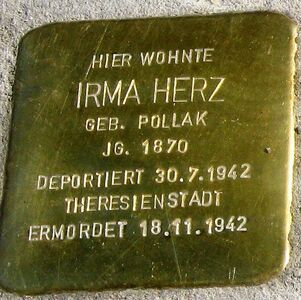 HIER WOHNTE
IRMA HERZ
GEB. POLLAK
JG. 1870
DEPORTIERT 30.7.1942
THERESIENSTADT
ERMORDET 18.11.1942